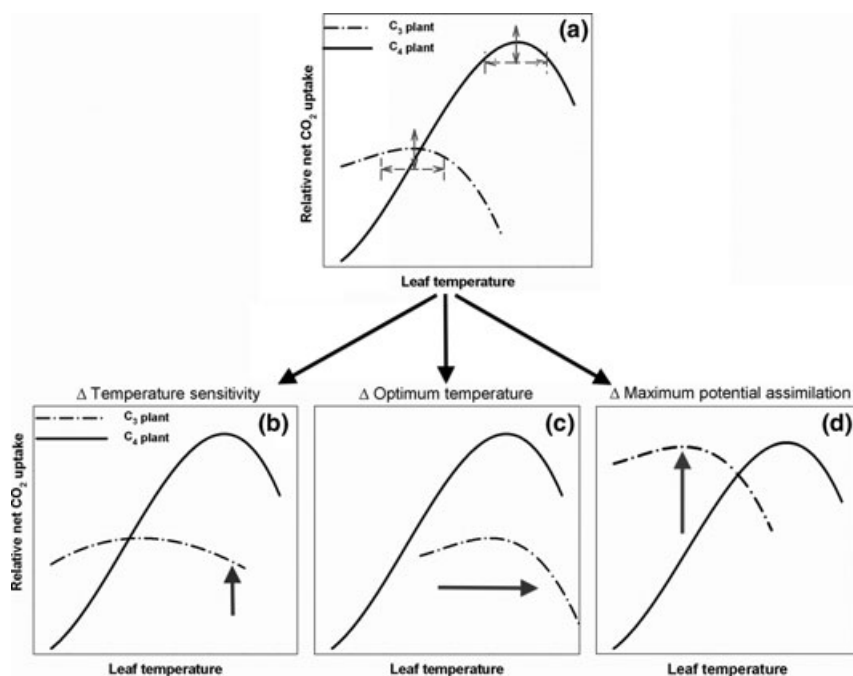 C3 plant
C4 plant
(a)
Relative net CO2 uptake
Leaf temperature
Δ Temperature sensitivity
Δ Optimum temperature
Δ Maximum potential assimilation
C3 plant
C4 plant
(b)
(c)
(d)
Relative net CO2 uptake
Leaf temperature
Leaf temperature
Leaf temperature